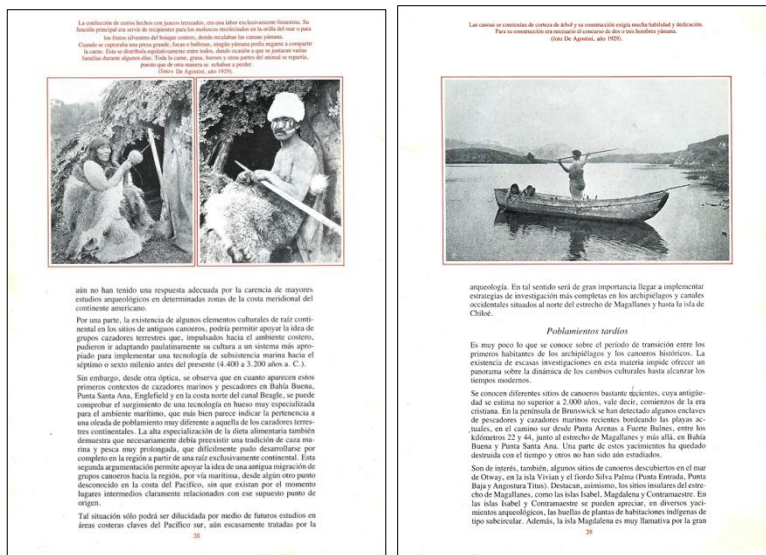 La confección de cestos hechos con juncos trenzados, era una labor exclusivamente femenina. Su
función principal era servir de recipientes para los moluscos recolectados en la orilla del mar o para
los frutos silvestres del bosque costero, donde recalaban las canoas yámana.
Cuando se capturaba una presa grande, focas o ballenas, ningún yámana podía negarse a compartir
la carne. Esta se distribuía equitativamente entre todos, dando ocasión a que se juntaran varias
familias durante algunos días. Toda la carne, grasa, huesos y otras partes del animal se repartía,
puesto que de otra manera se echaban a perder.
(fotos De Agostini, año 1929).
aún no han tenido una respuesta adecuada por la carencia de mayores
estudios arqueológicos en determinadas zonas de la costa meridional del
continente americano.
Por una parte, la existencia de algunos elementos culturales de raíz conti-
nental en los sitios de antiguos canoeros, podría permitir apoyar la idea de
grupos cazadores terrestres que, impulsados hacia el ambiente costero,
pudieron ir adaptando paulatinamente su cultura a un sistema más apro-
piado para implementar una tecnología de subsistencia marina hacia el
séptimo o sexto milenio antes del presente (4.400 a 3.200 años a. C.).
Sin embargo, desde otra óptica, se observa que en cuanto aparecen estos
primeros contextos de cazadores marinos y pescadores en Bahía Buena,
Punta Santa Ana, Englefield y en la costa norte del canal Beagle, se puede
comprobar el surgimiento de una tecnología en hueso muy especializada
para el ambiente marítimo, que más bien parece indicar la pertenencia a
una oleada de poblamiento muy diferente a aquella de los cazadores terres-
tres continentales. La alta especialización de la dieta alimentaria también
demuestra que necesariamente debía preexistir una tradición de caza ma-
rina y pesca muy prolongada, que difícilmente pudo desarrollarse por
completo en la región a partir de una raíz exclusivamente continental. Esta
segunda argumentación permite apoyar la idea de una antigua migración de
grupos canoeros hacia la región, por vía marítima, desde algún otro punto
desconocido en la costa del Pacífico, sin que existan por el momento
lugares intermedios claramente relacionados con ese supuesto punto de
origen.
Tal situación sólo podrá ser dilucidada por medio de futuros estudios en
áreas costeras claves del Pacífico sur, aún escasamente tratadas por la
38
Las canoas se construían de corteza de árbol y su construcción exigía mucha habilidad y dedicación.
Para su construcción era necesario el concurso de dos o tres hombres yámana.
(foto De Agostini, año 1929).
arqueología. En tal sentido será de gran importancia llegar a implementar
estrategias de investigación más completas en los archipiélagos y canales
occidentales situados al norte del estrecho de Magallanes y hasta la isla de
Chiloé.
Poblamientos tardíos
Es muy poco lo que se conoce sobre el período de transición entre los
primeros habitantes de los archipiélagos y los canoeros históricos. La
existencia de escasas investigaciones en esta materia impide ofrecer un
panorama sobre la dinámica de los cambios culturales hasta alcanzar los
tiempos modernos.
Se conocen diferentes sitios de canoeros bastante recientes, cuya antigüe-
dad se estima no superior a 2.000 años, vale decir, comienzos de la era
cristiana. En la península de Brunswick se han detectado algunos enclaves
de pescadores y cazadores marinos recientes bordeando las playas ac-
tuales, en el camino sur desde Punta Arenas a Fuerte Bulnes, entre los
kilómetros 22 y 44, junto al estrecho de Magallanes y más allá, en Bahía
Buena y Punta Santa Ana. Una parte de estos yacimientos ha quedado
destruida con el tiempo y otros no han sido aún estudiados.
Son de interés, también, algunos sitios de canoeros descubiertos en el mar
de Otway, en la isla Vivian y el fiordo Silva Palma (Punta Entrada, Punta
Baja y Angostura Titus). Destacan, asimismo, los sitios insulares del estre-
cho de Magallanes, como las islas Isabel, Magdalena y Contramaestre. En
las islas Isabel y Contramaestre se pueden apreciar, en diversos yaci-
mientos arqueológicos, las huellas de plantas de habitaciones indígenas de
tipo subcircular. Además, la isla Magdalena es muy llamativa por la gran
39